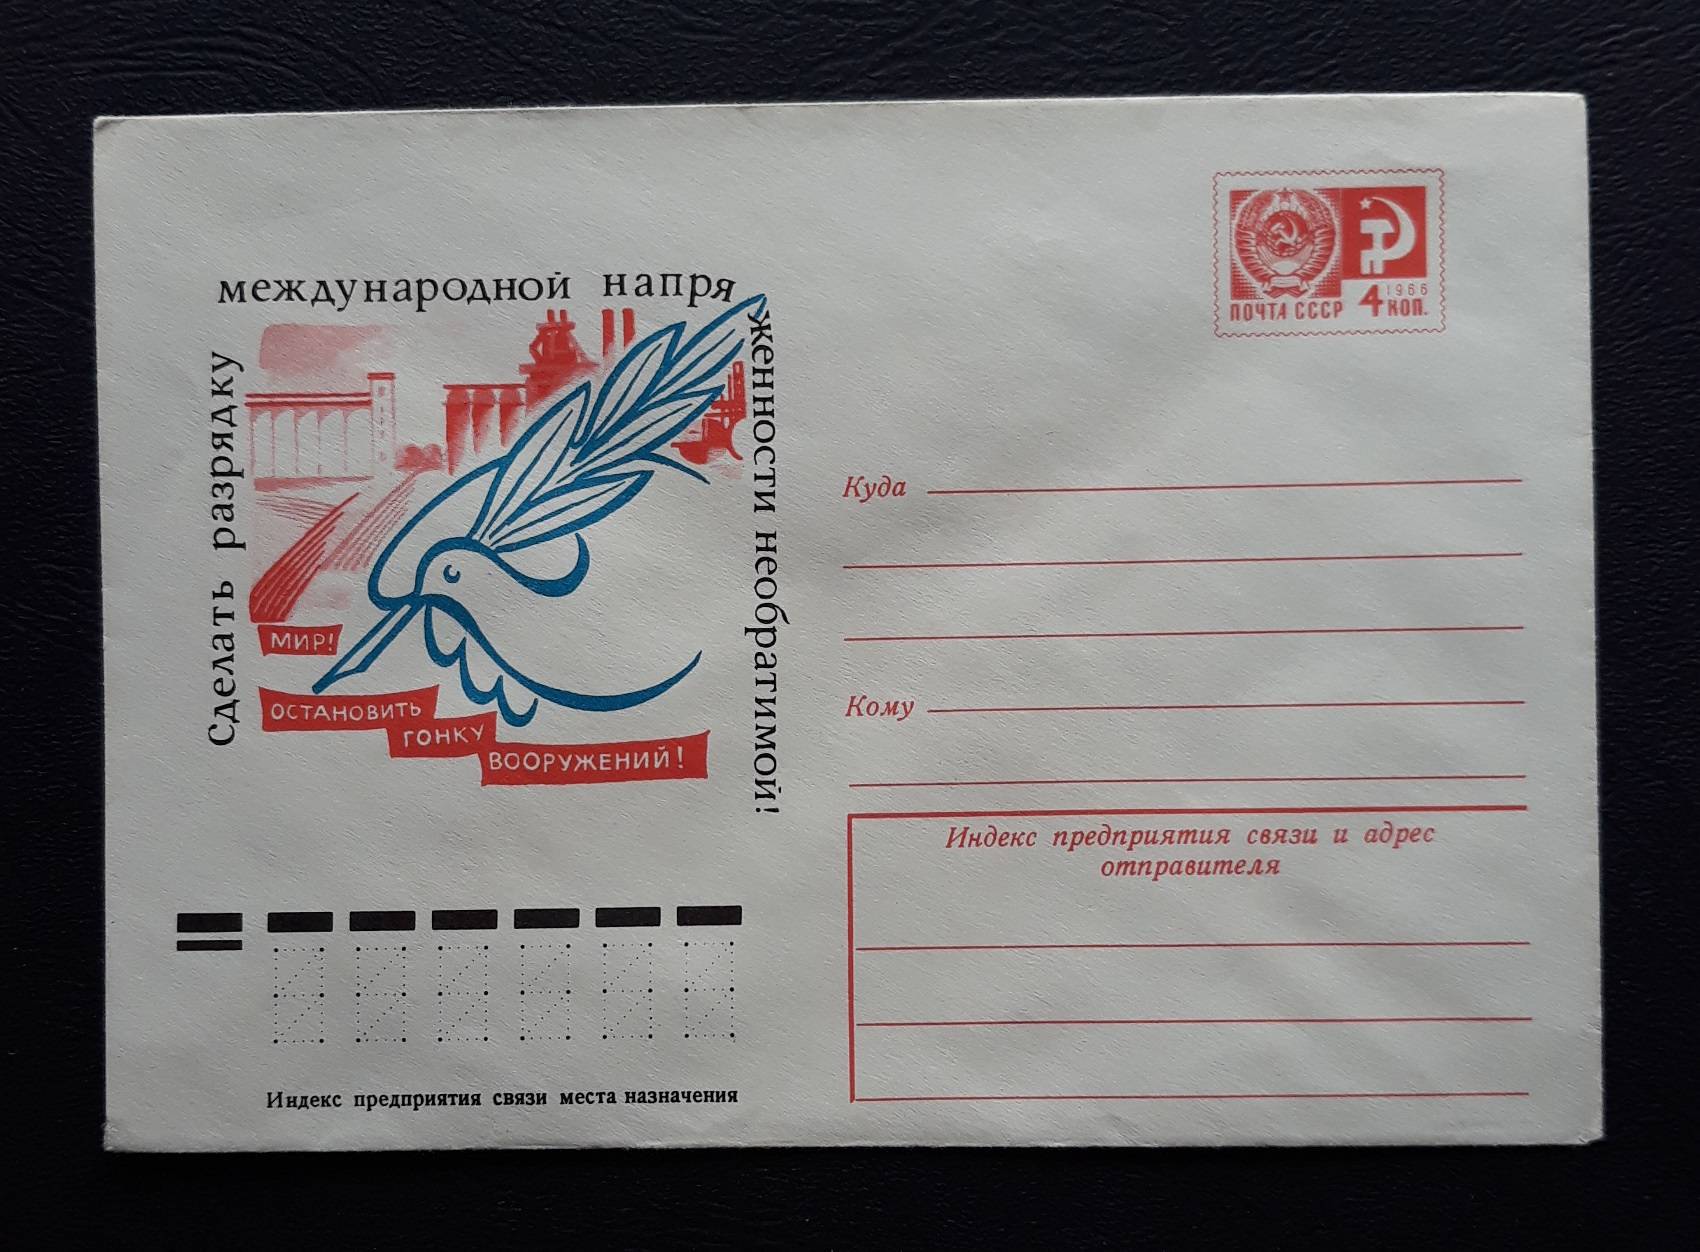 Сделать разрядку
международной напря
женности необратимой!
МИР!
ОСТАНОВИТЬ
ГОНКУ
ВООРУЖЕНИЙ!
1966
ПОЧТА СССР 4 КОП.
Куда
Кому
Индекс предприятия связи и адрес
отправителя
Индекс предприятия связи места назначения